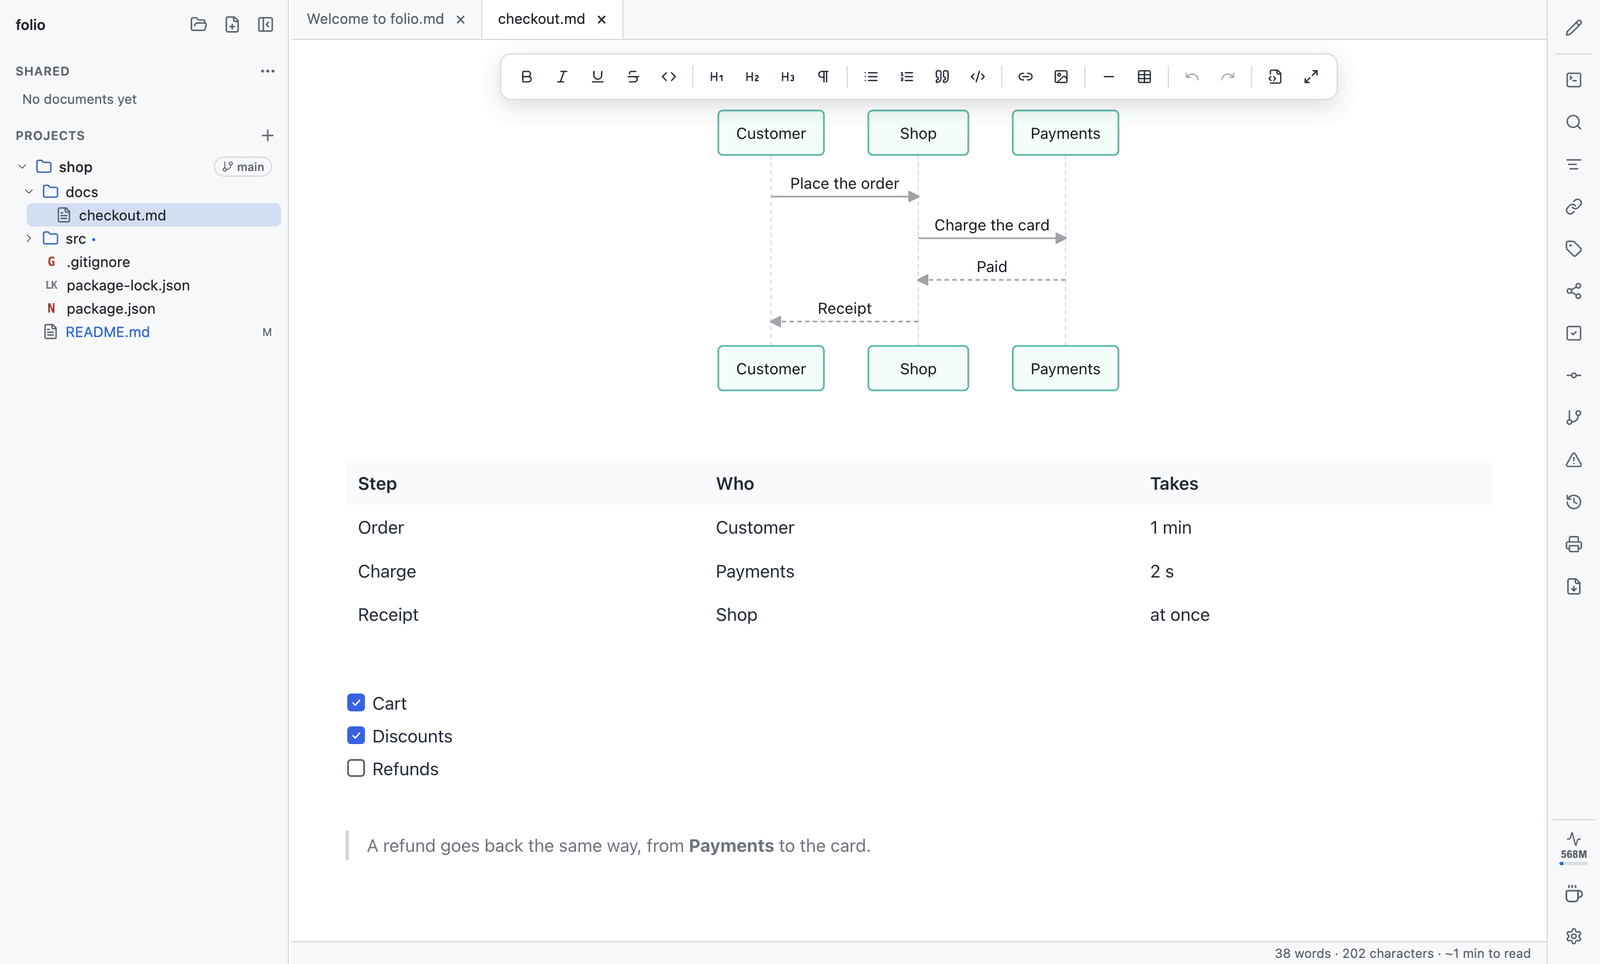 folio
SHARED
No documents yet
PROJECTS
shop
main
docs
checkout.md
src
G .gitignore
LK package-lock.json
N package.json
README.md M
Welcome to folio.md
checkout.md
B I U S H1 H2 H3
Customer Shop Payments
Place the order
Charge the card
Paid
Receipt
Customer Shop Payments
Step Who Takes
Order Customer 1 min
Charge Payments 2 s
Receipt Shop at once
Cart
Discounts
Refunds
A refund goes back the same way, from Payments to the card.
568M
38 words · 202 characters · ~1 min to read